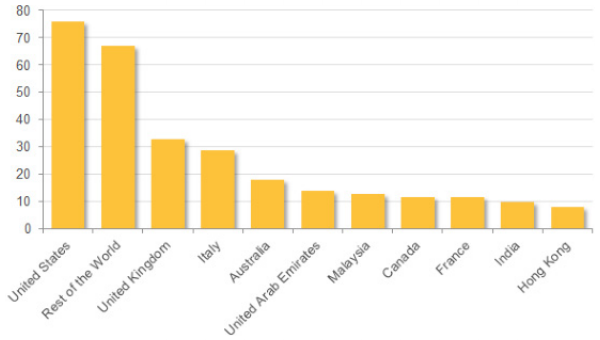 80
70
60
50
40
30
20
10
0
United States
Rest of the World
United Kingdom
Italy
Australia
United Arab Emirates
Malaysia
Canada
France
India
Hong Kong